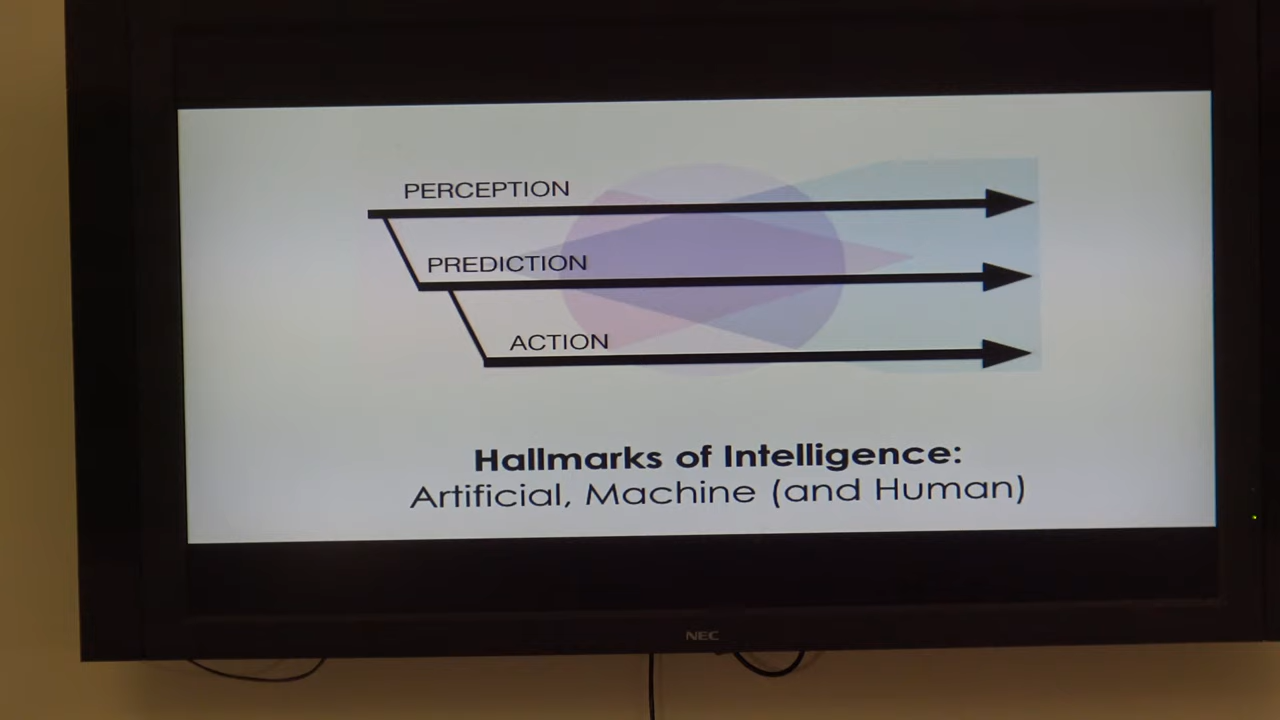 PERCEPTION
PREDICTION
ACTION
Hallmarks of Intelligence:
Artificial, Machine (and Human)
NEC